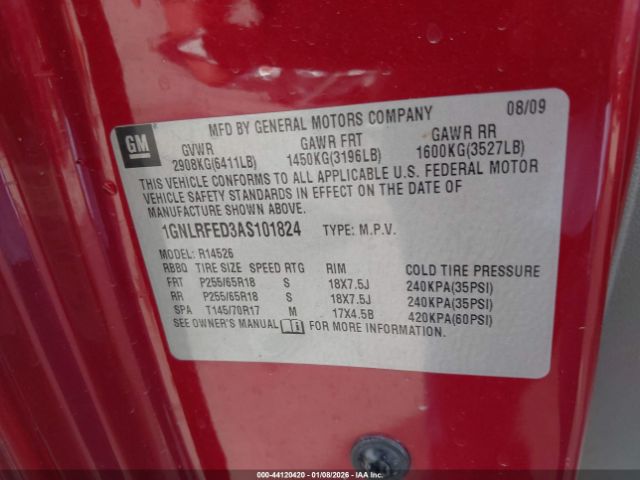 MFD BY GENERAL MOTORS COMPANY 08/09
GM
GVWR GAWR FRT GAWR RR
2908KG(6411LB) 1450KG(3196LB) 1600KG(3527LB)
THIS VEHICLE CONFORMS TO ALL APPLICABLE U.S. FEDERAL MOTOR
VEHICLE SAFETY STANDARDS IN EFFECT ON THE DATE OF
MANUFACTURE SHOWN ABOVE.
1GNLRFED3AS101824 TYPE: M.P.V.
MODEL: R14526
RBBQ TIRE SIZE SPEED RTG RIM COLD TIRE PRESSURE
FRT P255/65R18 S 18X7.5J 240KPA(35PSI)
RR P255/65R18 S 18X7.5J 240KPA(35PSI)
SPA T145/70R17 M 17X4.5B 420KPA(60PSI)
SEE OWNER'S MANUAL FOR MORE INFORMATION.
000-44120420 | 01/08/2026 - IAA Inc.